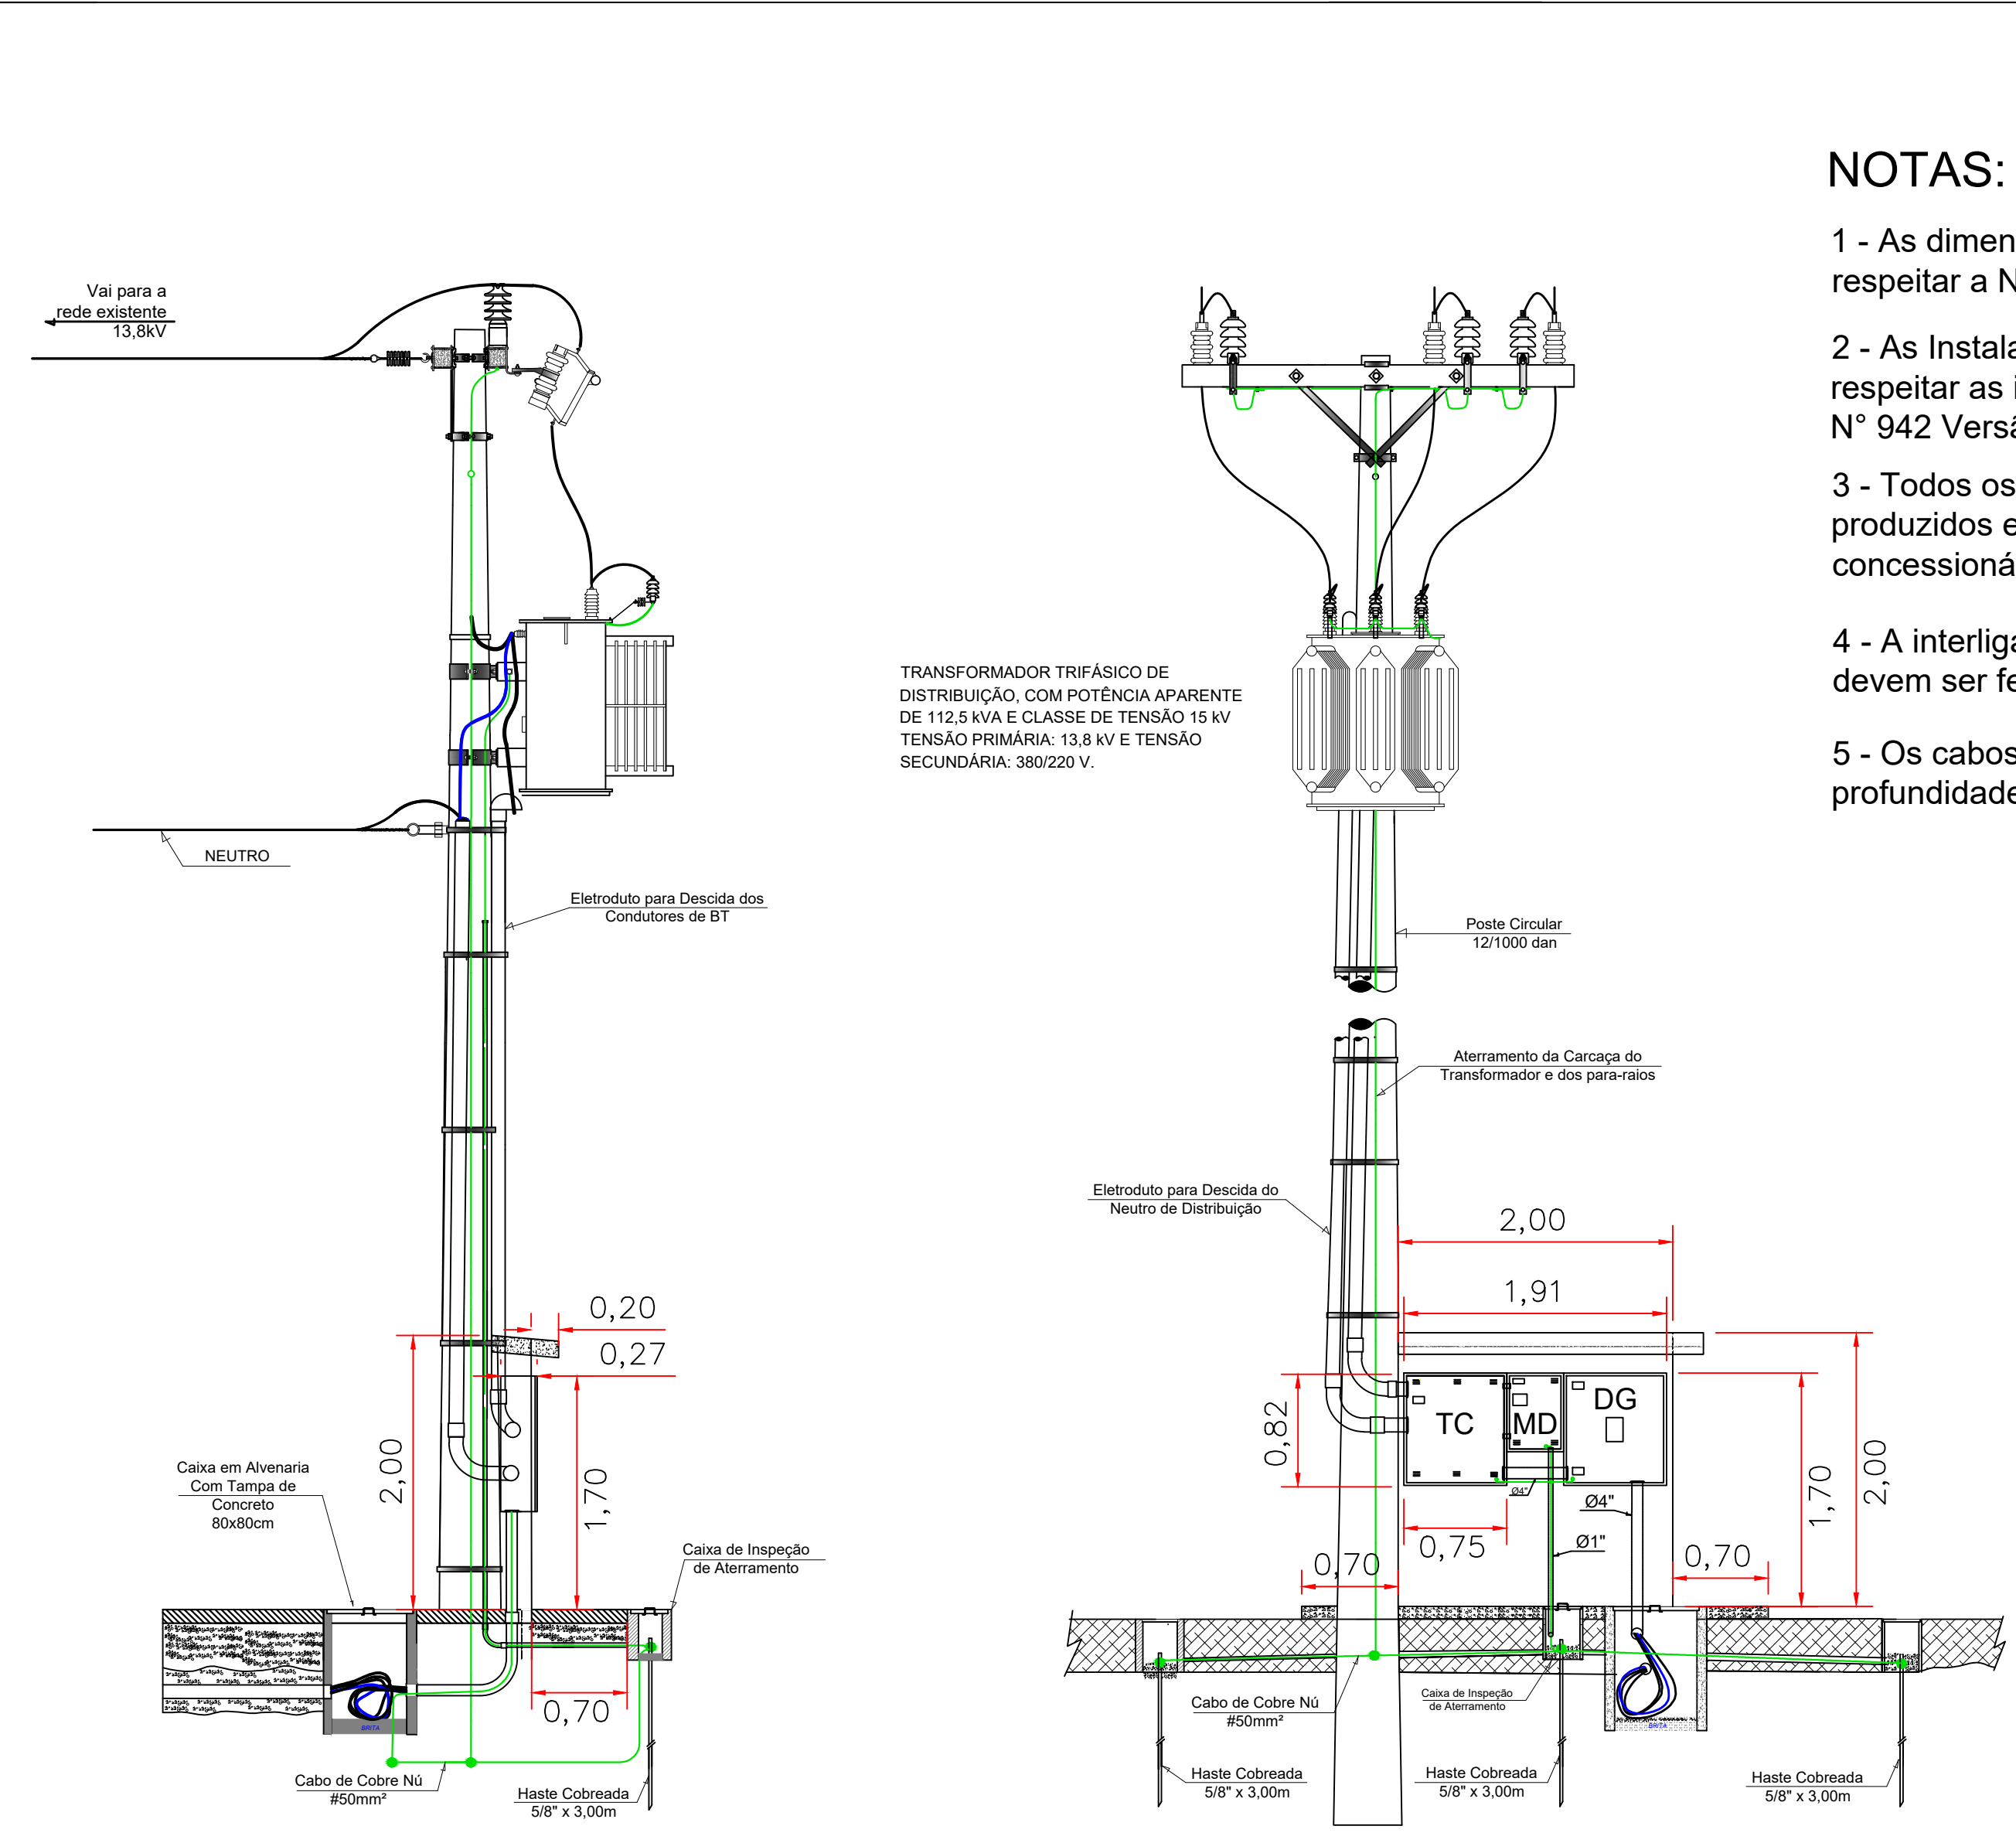 NOTAS:
1 - As dimen
respeitar a N
2 - As Instala
respeitar as i
N° 942 Versã
3 - Todos os
produzidos e
concessioná
4 - A interliga
devem ser fe
5 - Os cabos
profundidade
Vai para a
rede existente
13,8kV
NEUTRO
Eletroduto para Descida dos
Condutores de BT
0,20
0,27
2,00
1,70
Caixa em Alvenaria
Com Tampa de
Concreto
80x80cm
Caixa de Inspeção
de Aterramento
0,70
BRITA
Cabo de Cobre Nú
#50mm²
Haste Cobreada
5/8" x 3,00m
TRANSFORMADOR TRIFÁSICO DE
DISTRIBUIÇÃO, COM POTÊNCIA APARENTE
DE 112,5 kVA E CLASSE DE TENSÃO 15 kV
TENSÃO PRIMÁRIA: 13,8 kV E TENSÃO
SECUNDÁRIA: 380/220 V.
Poste Circular
12/1000 dan
Aterramento da Carcaça do
Transformador e dos para-raios
Eletroduto para Descida do
Neutro de Distribuição
2,00
1,91
0,82
TC
MD
DG
Ø4"
Ø4"
Ø1"
0,75
0,70
0,70
1,70
2,00
Cabo de Cobre Nú
#50mm²
Caixa de Inspeção
de Aterramento
BRITA
Haste Cobreada
5/8" x 3,00m
Haste Cobreada
5/8" x 3,00m
Haste Cobreada
5/8" x 3,00m